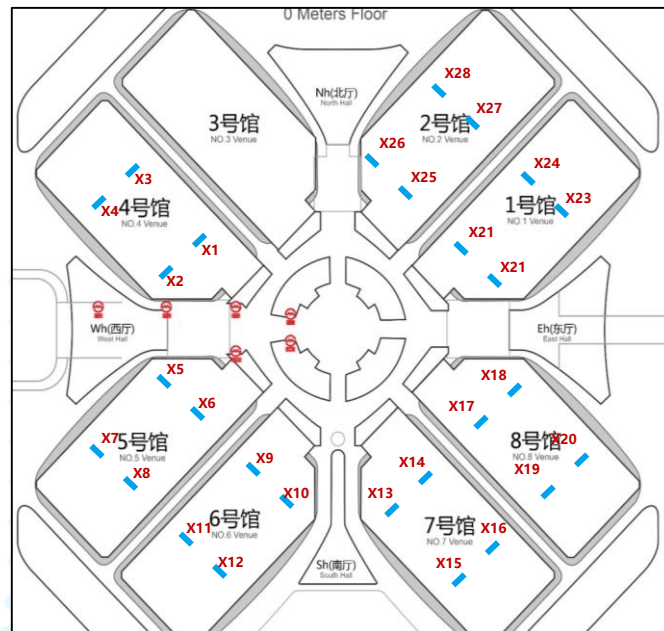 0 Meters Floor
Nh(北厅)
North Hall
X28
3号馆
NO.3 Venue
2号馆
NO.2 Venue
X27
X26
X25
X3
X4
4号馆
NO.4 Venue
X1
X2
X24
1号馆
NO.1 Venue
X23
X21
X21
Wh(西厅)
West Hall
Eh(东厅)
East Hall
X5
X6
X7
5号馆
NO.5 Venue
X8
X18
X17
8号馆
NO.8 Venue
X20
X19
X9
X10
6号馆
NO.6 Venue
X11
X12
X14
X13
7号馆
NO.7 Venue
X16
X15
Sh(南厅)
South Hall